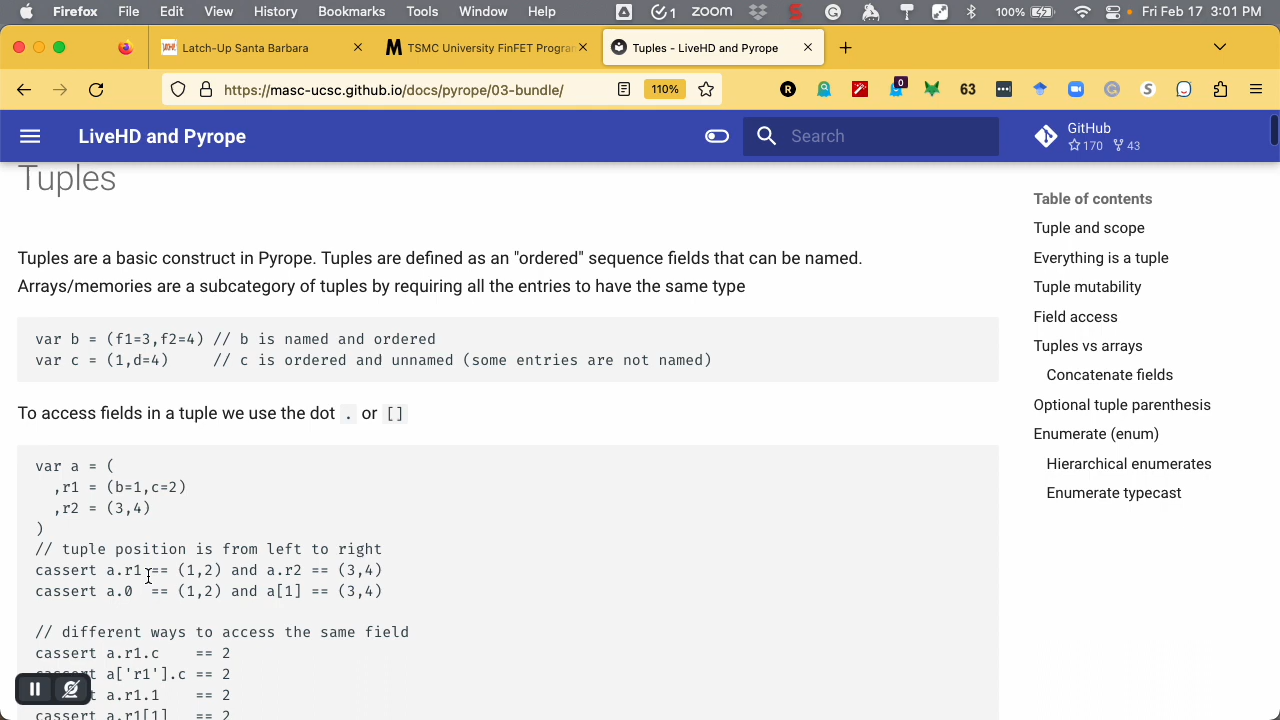 Firefox File Edit View History Bookmarks Tools Window Help 1 zoom 100% Fri Feb 17 3:01 PM
Latch-Up Santa Barbara TSMC University FinFET Progra Tuples - LiveHD and Pyrope
https://masc-ucsc.github.io/docs/pyrope/03-bundle/ 110% R 0 63 S
LiveHD and Pyrope Search GitHub
170 43
Tuples
Tuples are a basic construct in Pyrope. Tuples are defined as an "ordered" sequence fields that can be named.
Arrays/memories are a subcategory of tuples by requiring all the entries to have the same type
var b = (f1=3,f2=4) // b is named and ordered
var c = (1,d=4) // c is ordered and unnamed (some entries are not named)
To access fields in a tuple we use the dot . or []
var a = (
,r1 = (b=1,c=2)
,r2 = (3,4)
)
// tuple position is from left to right
cassert a.r1 == (1,2) and a.r2 == (3,4)
cassert a.0 == (1,2) and a[1] == (3,4)
// different ways to access the same field
cassert a.r1.c == 2
a['r1'].c == 2
a.r1.1 == 2
cassert a.r1[1] == 2
Table of contents
Tuple and scope
Everything is a tuple
Tuple mutability
Field access
Tuples vs arrays
Concatenate fields
Optional tuple parenthesis
Enumerate (enum)
Hierarchical enumerates
Enumerate typecast